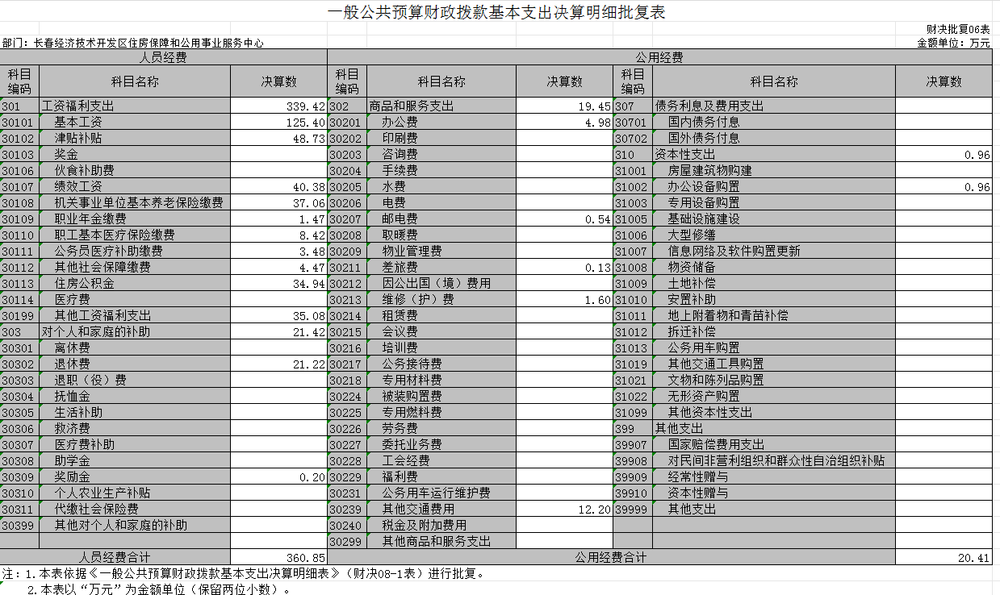 一般公共预算财政拨款基本支出决算明细批复表
财决批复06表
部门：长春经济技术开发区住房保障和公用事业服务中心 金额单位：万元
人员经费 公用经费
科目编码 科目名称 决算数 科目编码 科目名称 决算数 科目编码 科目名称 决算数
301 工资福利支出 339.42 302 商品和服务支出 19.45 307 债务利息及费用支出
30101 基本工资 125.40 30201 办公费 4.98 30701 国内债务付息
30102 津贴补贴 48.73 30202 印刷费 30702 国外债务付息
30103 奖金 30203 咨询费 310 资本性支出 0.96
30106 伙食补助费 30204 手续费 31001 房屋建筑物购建
30107 绩效工资 40.38 30205 水费 31002 办公设备购置 0.96
30108 机关事业单位基本养老保险缴费 37.06 30206 电费 31003 专用设备购置
30109 职业年金缴费 1.47 30207 邮电费 0.54 31005 基础设施建设
30110 职工基本医疗保险缴费 8.42 30208 取暖费 31006 大型修缮
30111 公务员医疗补助缴费 3.48 30209 物业管理费 31007 信息网络及软件购置更新
30112 其他社会保障缴费 4.47 30211 差旅费 0.13 31008 物资储备
30113 住房公积金 34.94 30212 因公出国（境）费用 31009 土地补偿
30114 医疗费 30213 维修（护）费 1.60 31010 安置补助
30199 其他工资福利支出 35.08 30214 租赁费 31011 地上附着物和青苗补偿
303 对个人和家庭的补助 21.42 30215 会议费 31012 拆迁补偿
30301 离休费 30216 培训费 31013 公务用车购置
30302 退休费 21.22 30217 公务接待费 31019 其他交通工具购置
30303 退职（役）费 30218 专用材料费 31021 文物和陈列品购置
30304 抚恤金 30224 被装购置费 31022 无形资产购置
30305 生活补助 30225 专用燃料费 31099 其他资本性支出
30306 救济费 30226 劳务费 399 其他支出
30307 医疗费补助 30227 委托业务费 39907 国家赔偿费用支出
30308 助学金 30228 工会经费 39908 对民间非营利组织和群众性自治组织补贴
30309 奖励金 0.20 30229 福利费 39909 经常性赠与
30310 个人农业生产补贴 30231 公务用车运行维护费 39910 资本性赠与
30311 代缴社会保险费 30239 其他交通费用 12.20 39999 其他支出
30399 其他对个人和家庭的补助 30240 税金及附加费用
30299 其他商品和服务支出
人员经费合计 360.85 公用经费合计 20.41
注：1.本表依据《一般公共预算财政拨款基本支出决算明细表》（财决08-1表）进行批复。
2.本表以“万元”为金额单位（保留两位小数）。